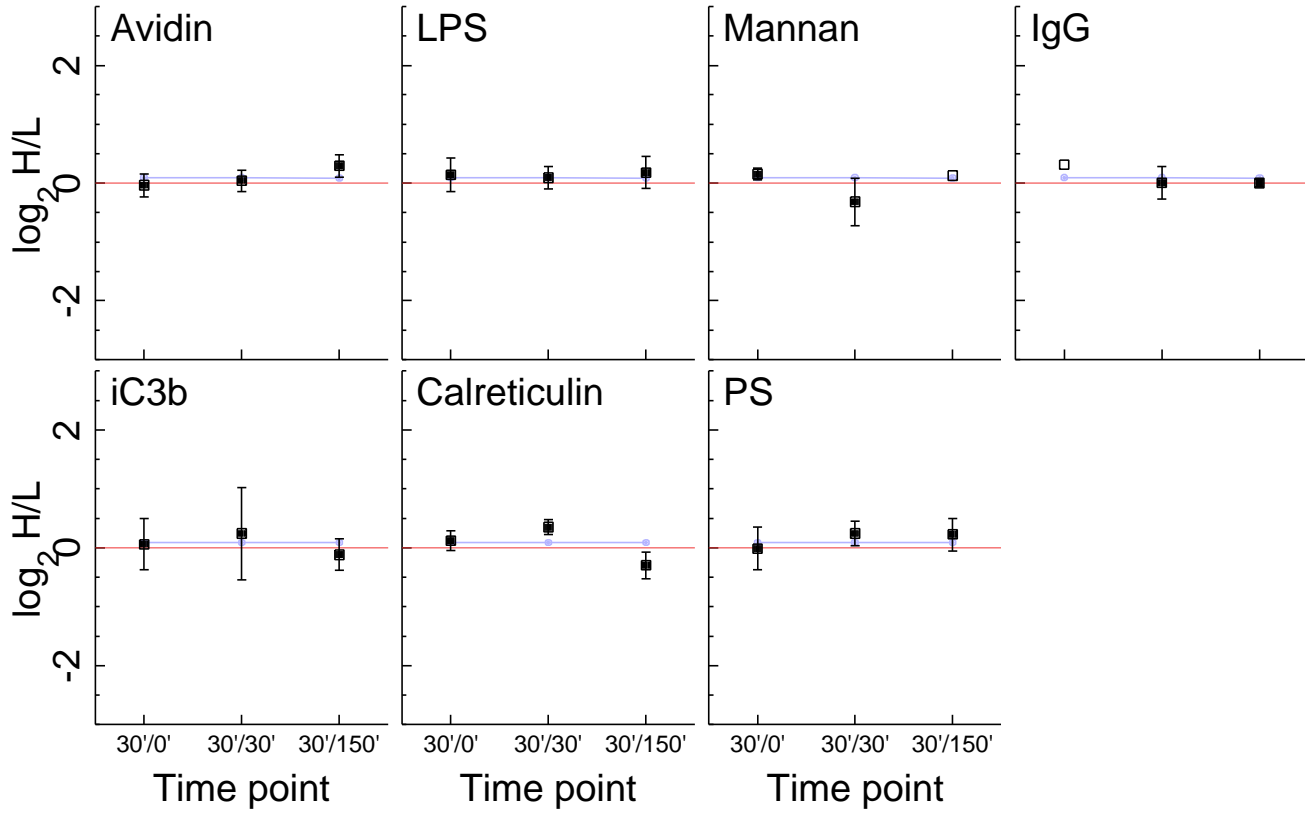 Avidin LPS Mannan IgG
2
0
-2
log2 H/L
iC3b Calreticulin PS
2
0
-2
log2 H/L
30'/0' 30'/30' 30'/150' 30'/0' 30'/30' 30'/150' 30'/0' 30'/30' 30'/150'
Time point Time point Time point